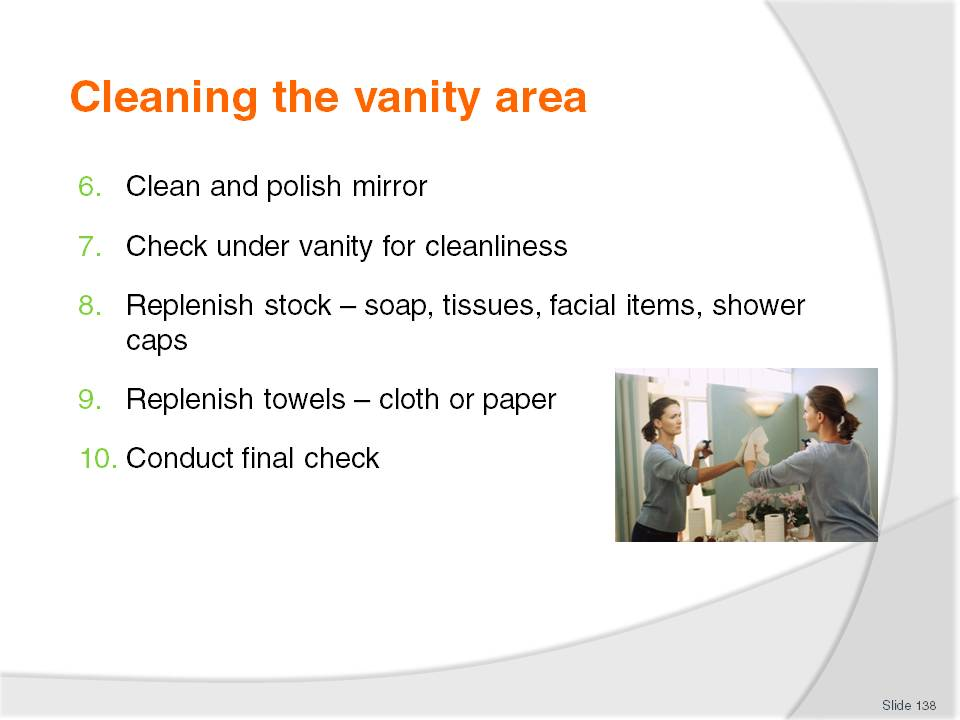 Cleaning the vanity area
6. Clean and polish mirror
7. Check under vanity for cleanliness
8. Replenish stock – soap, tissues, facial items, shower
caps
9. Replenish towels – cloth or paper
10. Conduct final check
Slide 138